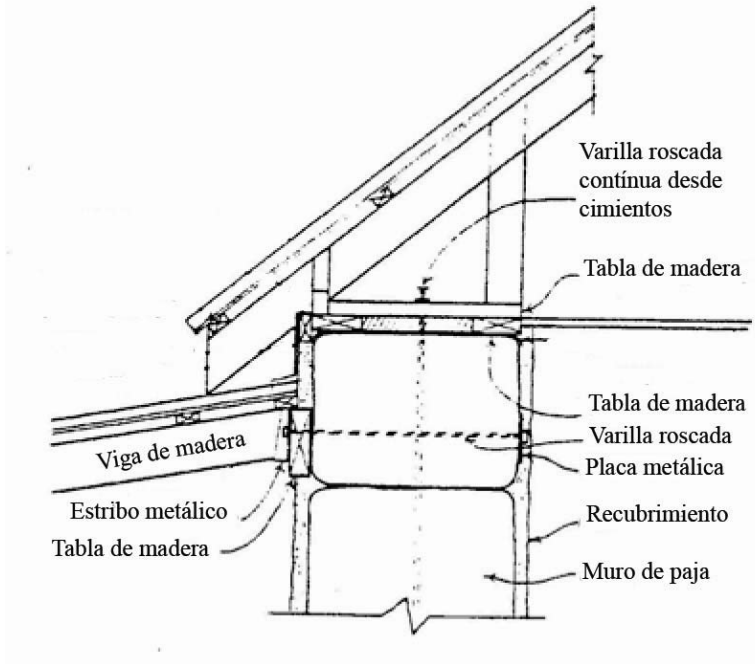 Varilla roscada
contínua desde
cimientos
Tabla de madera
Tabla de madera
Varilla roscada
Placa metálica
Viga de madera
Estribo metálico
Tabla de madera
Recubrimiento
Muro de paja